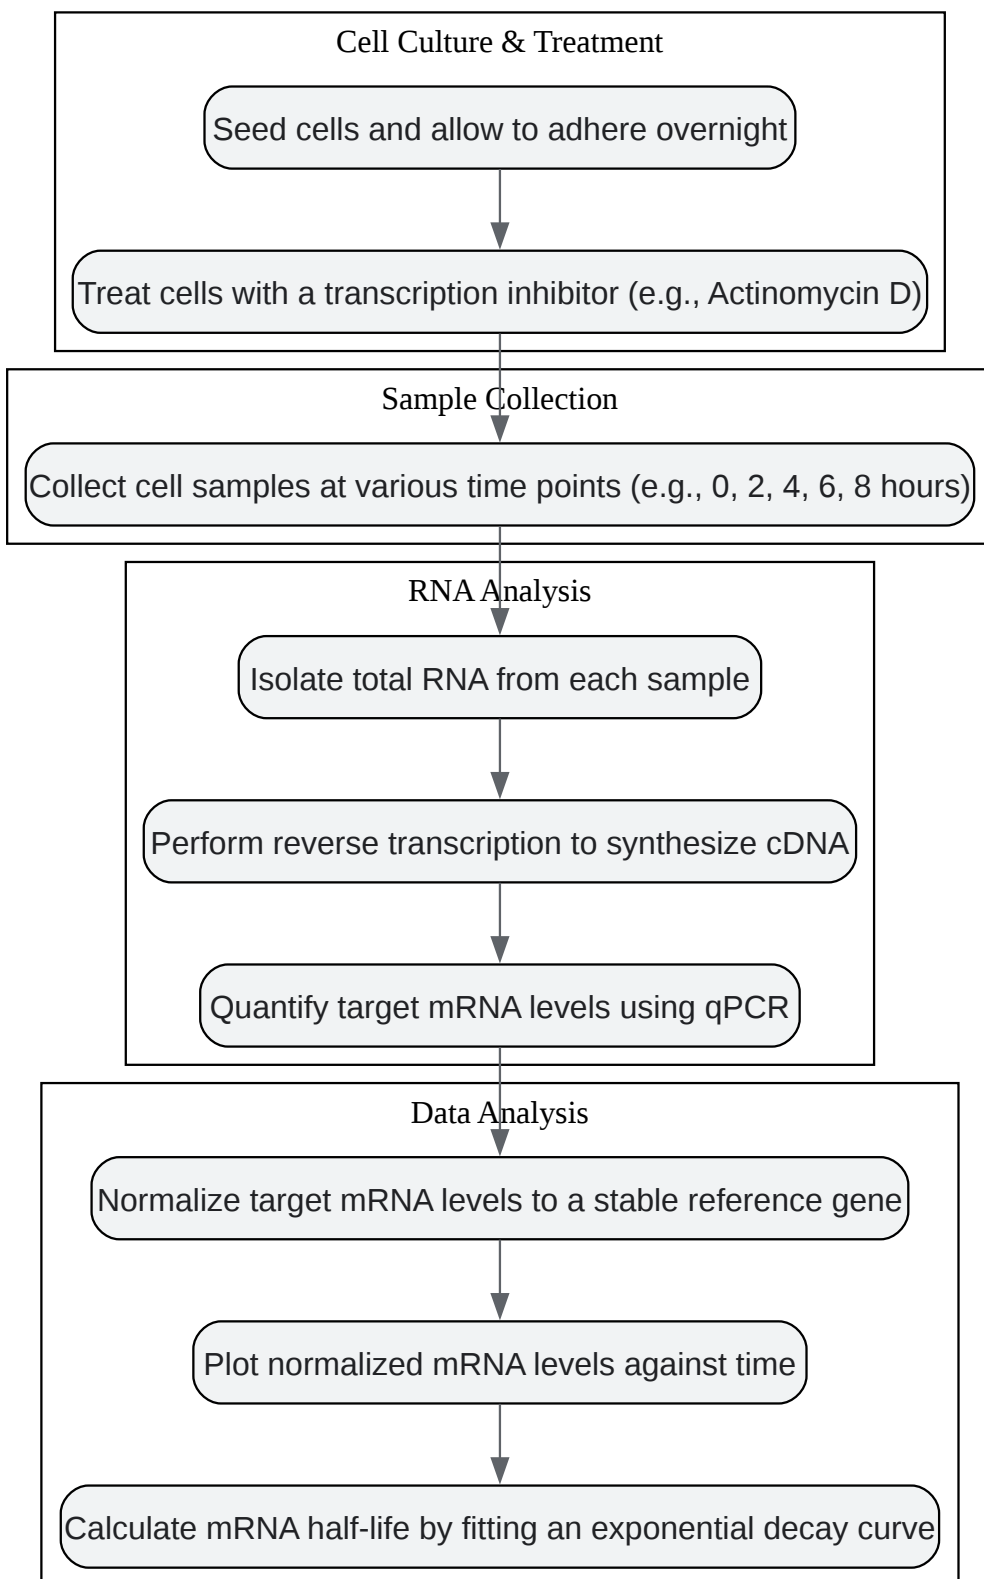 Cell Culture & Treatment
Seed cells and allow to adhere overnight
Treat cells with a transcription inhibitor (e.g., Actinomycin D)
Sample Collection
Collect cell samples at various time points (e.g., 0, 2, 4, 6, 8 hours)
RNA Analysis
Isolate total RNA from each sample
Perform reverse transcription to synthesize cDNA
Quantify target mRNA levels using qPCR
Data Analysis
Normalize target mRNA levels to a stable reference gene
Plot normalized mRNA levels against time
Calculate mRNA half-life by fitting an exponential decay curve